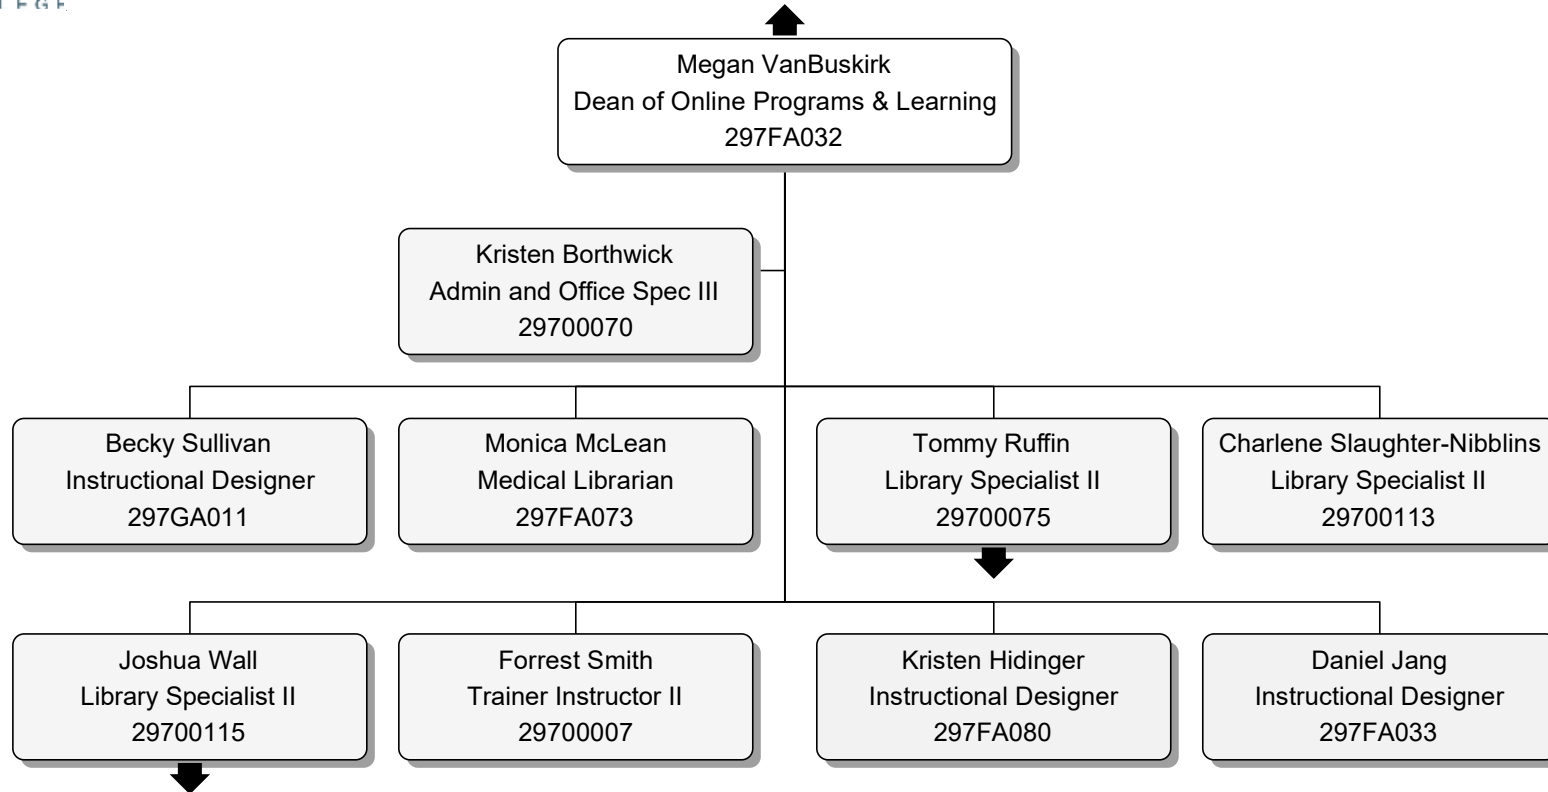 Megan VanBuskirk
Dean of Online Programs & Learning
297FA032
Kristen Borthwick
Admin and Office Spec III
29700070
Becky Sullivan
Instructional Designer
297GA011
Monica McLean
Medical Librarian
297FA073
Tommy Ruffin
Library Specialist II
29700075
Charlene Slaughter-Nibblins
Library Specialist II
29700113
Joshua Wall
Library Specialist II
29700115
Forrest Smith
Trainer Instructor II
29700007
Kristen Hidinger
Instructional Designer
297FA080
Daniel Jang
Instructional Designer
297FA033